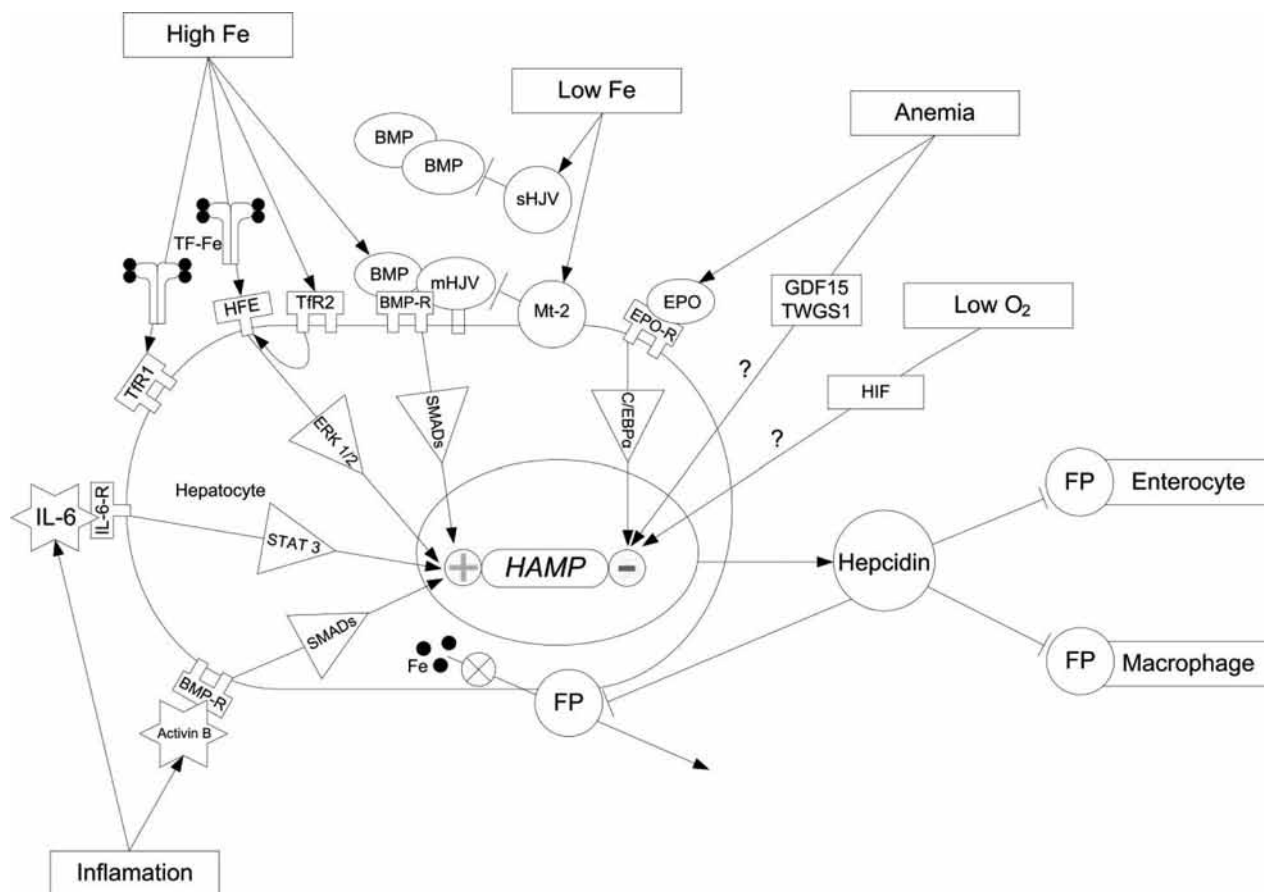 High Fe
Low Fe
Anemia
BMP
BMP
sHJV
TF-Fe
BMP
mHJV
HFE
TfR2
BMP-R
Mt-2
EPO
EPO-R
GDF15
TWGS1
Low O₂
TfR1
?
HIF
?
ERK 1/2
SMADs
C/EBPα
Hepatocyte
IL-6
IL-6-R
STAT 3
+
HAMP
-
Hepcidin
FP
Enterocyte
SMADs
Fe
FP
FP
Macrophage
BMP-R
Activin B
Inflamation